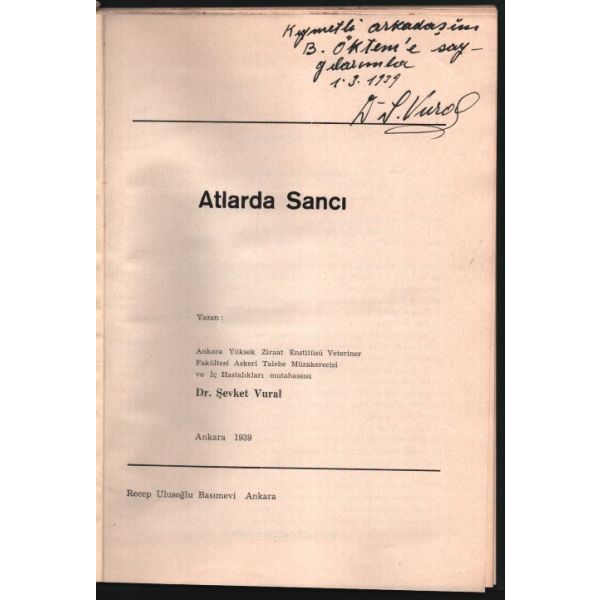 Kıymetli arkadaşım
B. Öktem'e say-
gılarımla
1.3.1939
Dr Ş. Vural
Atlarda Sancı
Yazan :
Ankara Yüksek Ziraat Enstitüsü Veteriner
Fakültesi Askeri Talebe Müzakerecisi
ve İç Hastalıkları mutahassısı
Dr. Şevket Vural
Ankara 1939
Recep Ulusoğlu Basımevi Ankara